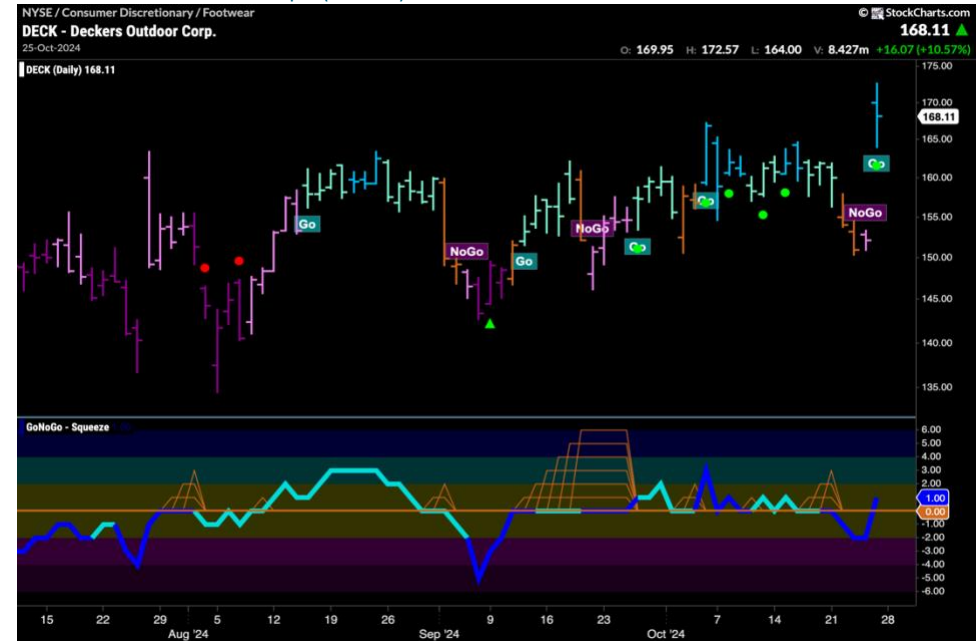 NYSE / Consumer Discretionary / Footwear © StockCharts.com
DECK - Deckers Outdoor Corp. 168.11 ▲
25-Oct-2024 O: 169.95 H: 172.57 L: 164.00 V: 8.427m +16.07 (+10.57%)
DECK (Daily) 168.11
175.00
170.00
168.11
165.00
Go
160.00
Go
NoGo
155.00
Go
NoGo
Go
NoGo
150.00
Go
145.00
140.00
135.00
GoNoGo - Squeeze
6.00
5.00
4.00
3.00
2.00
1.00
0.00
-1.00
-2.00
-3.00
-4.00
-5.00
-6.00
15 22 29 5 12 19 26 9 16 23 7 14 21 28
Aug '24 Sep '24 Oct '24